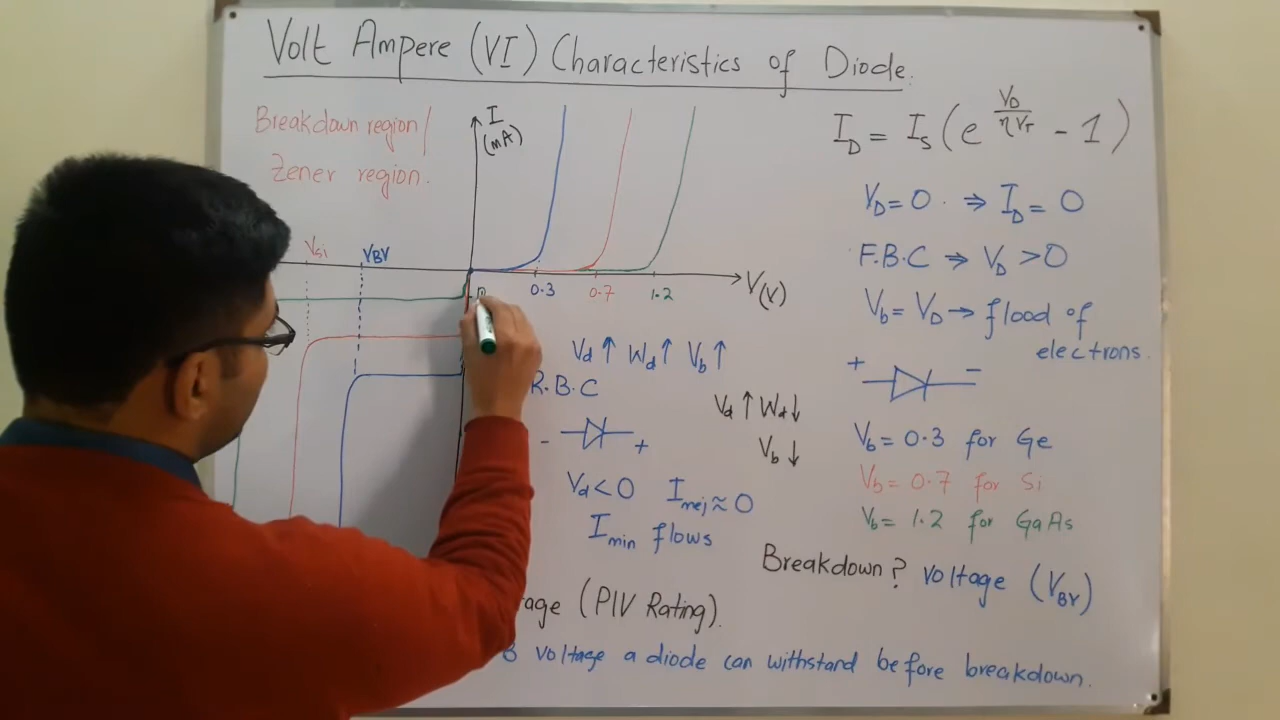 Volt Ampere (VI) Characteristics of Diode.
Breakdown region/
Zener region.
I
(mA)
I_D = I_S (e^(V_D/ηV_T) - 1)
V_D = 0. ⇒ I_D = 0
F.B.C ⇒ V_D > 0
V_b = V_D → flood of
electrons.
+ -
V_Si V_BV
0.3 0.7 1.2 V(V)
V_d ↑ W_d ↑ V_b ↑
R.B.C
V_d ↑ W_d ↓
V_b ↓
- +
V_d < 0 I_mej ≈ 0
I_min flows
V_b = 0.3 for Ge
V_b = 0.7 for Si
V_b = 1.2 for GaAs
Breakdown? voltage (V_BV)
age (PIV Rating).
voltage a diode can withstand before breakdown.